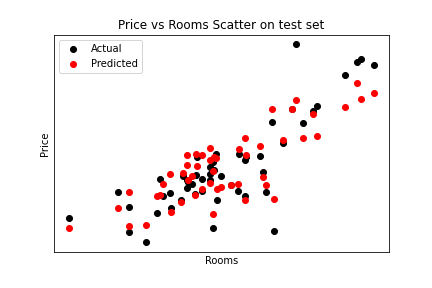 Price vs Rooms Scatter on test set
Actual
Predicted
Price
Rooms